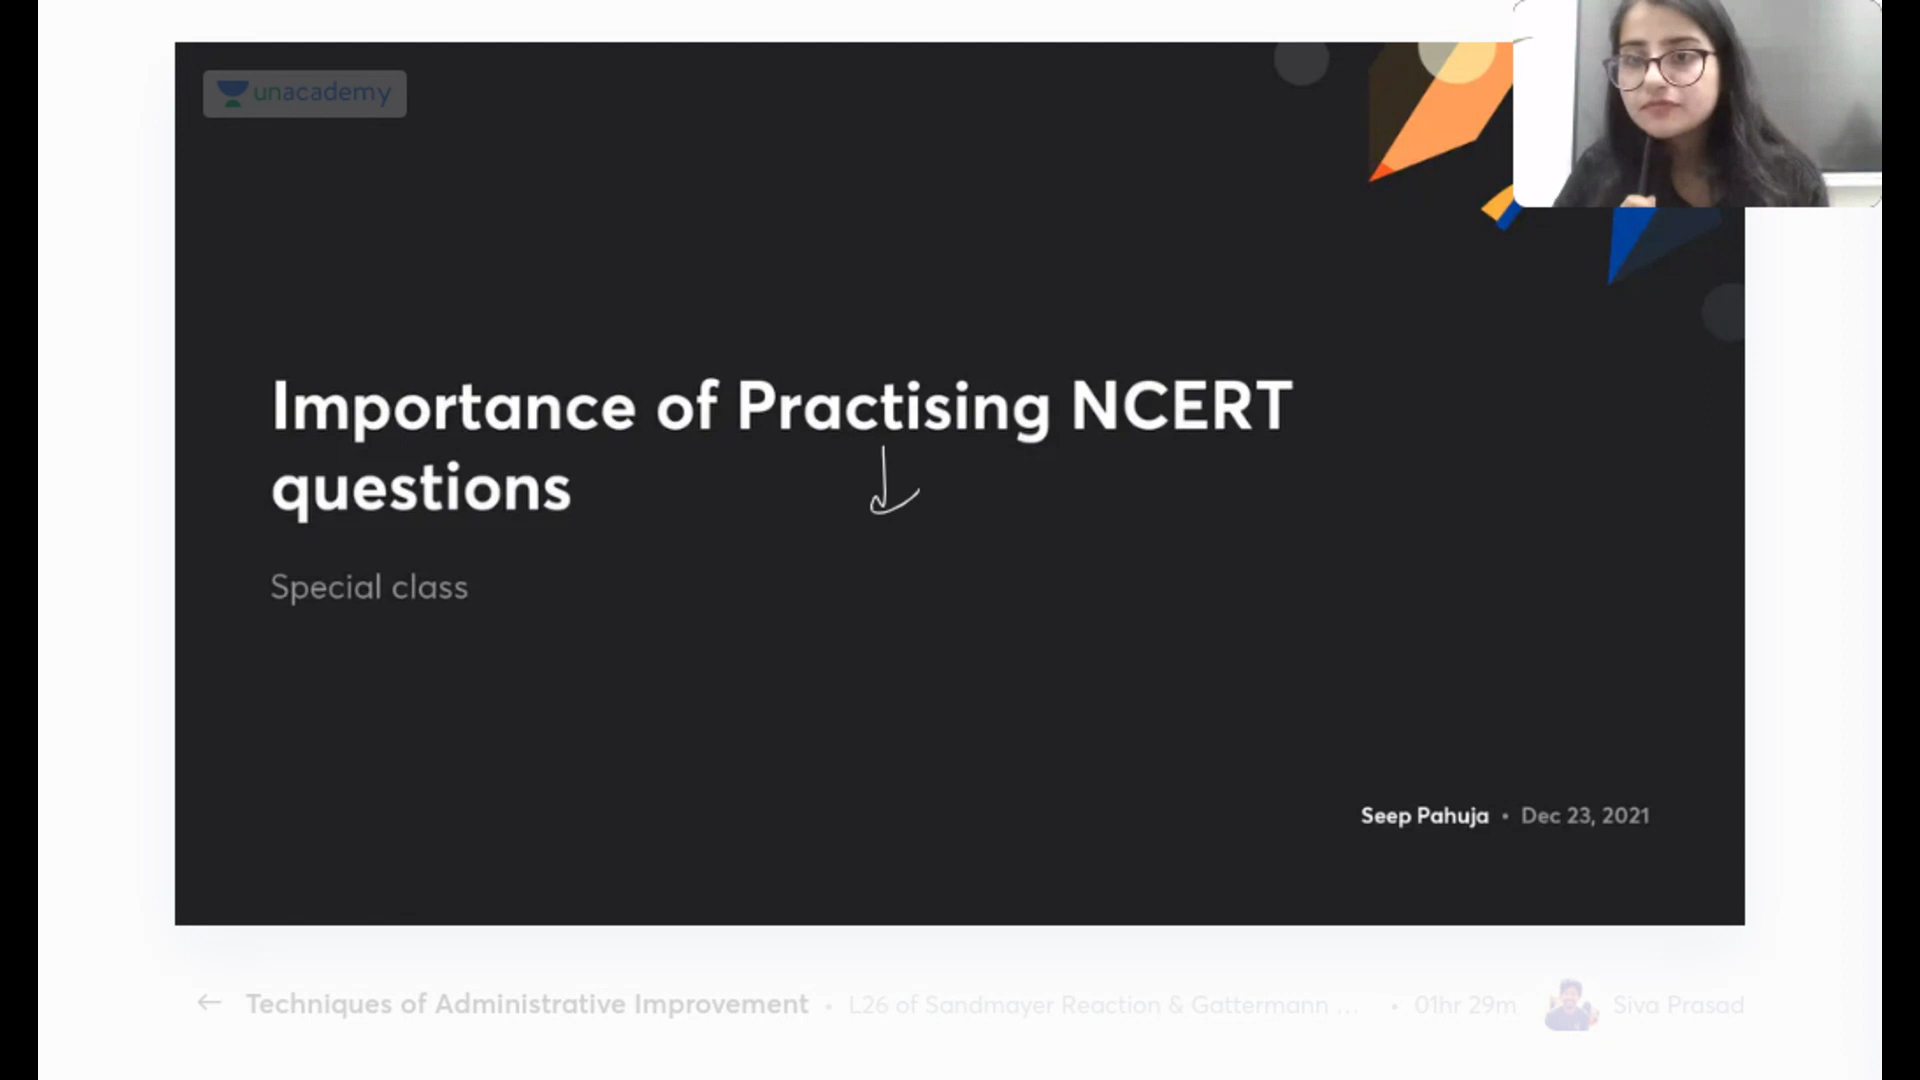 unacademy
Importance of Practising NCERT
questions
Special class
Seep Pahuja • Dec 23, 2021
← Techniques of Administrative Improvement • L26 of Sandmayer Reaction & Gattermann ... • 01hr 29m Siva Prasad